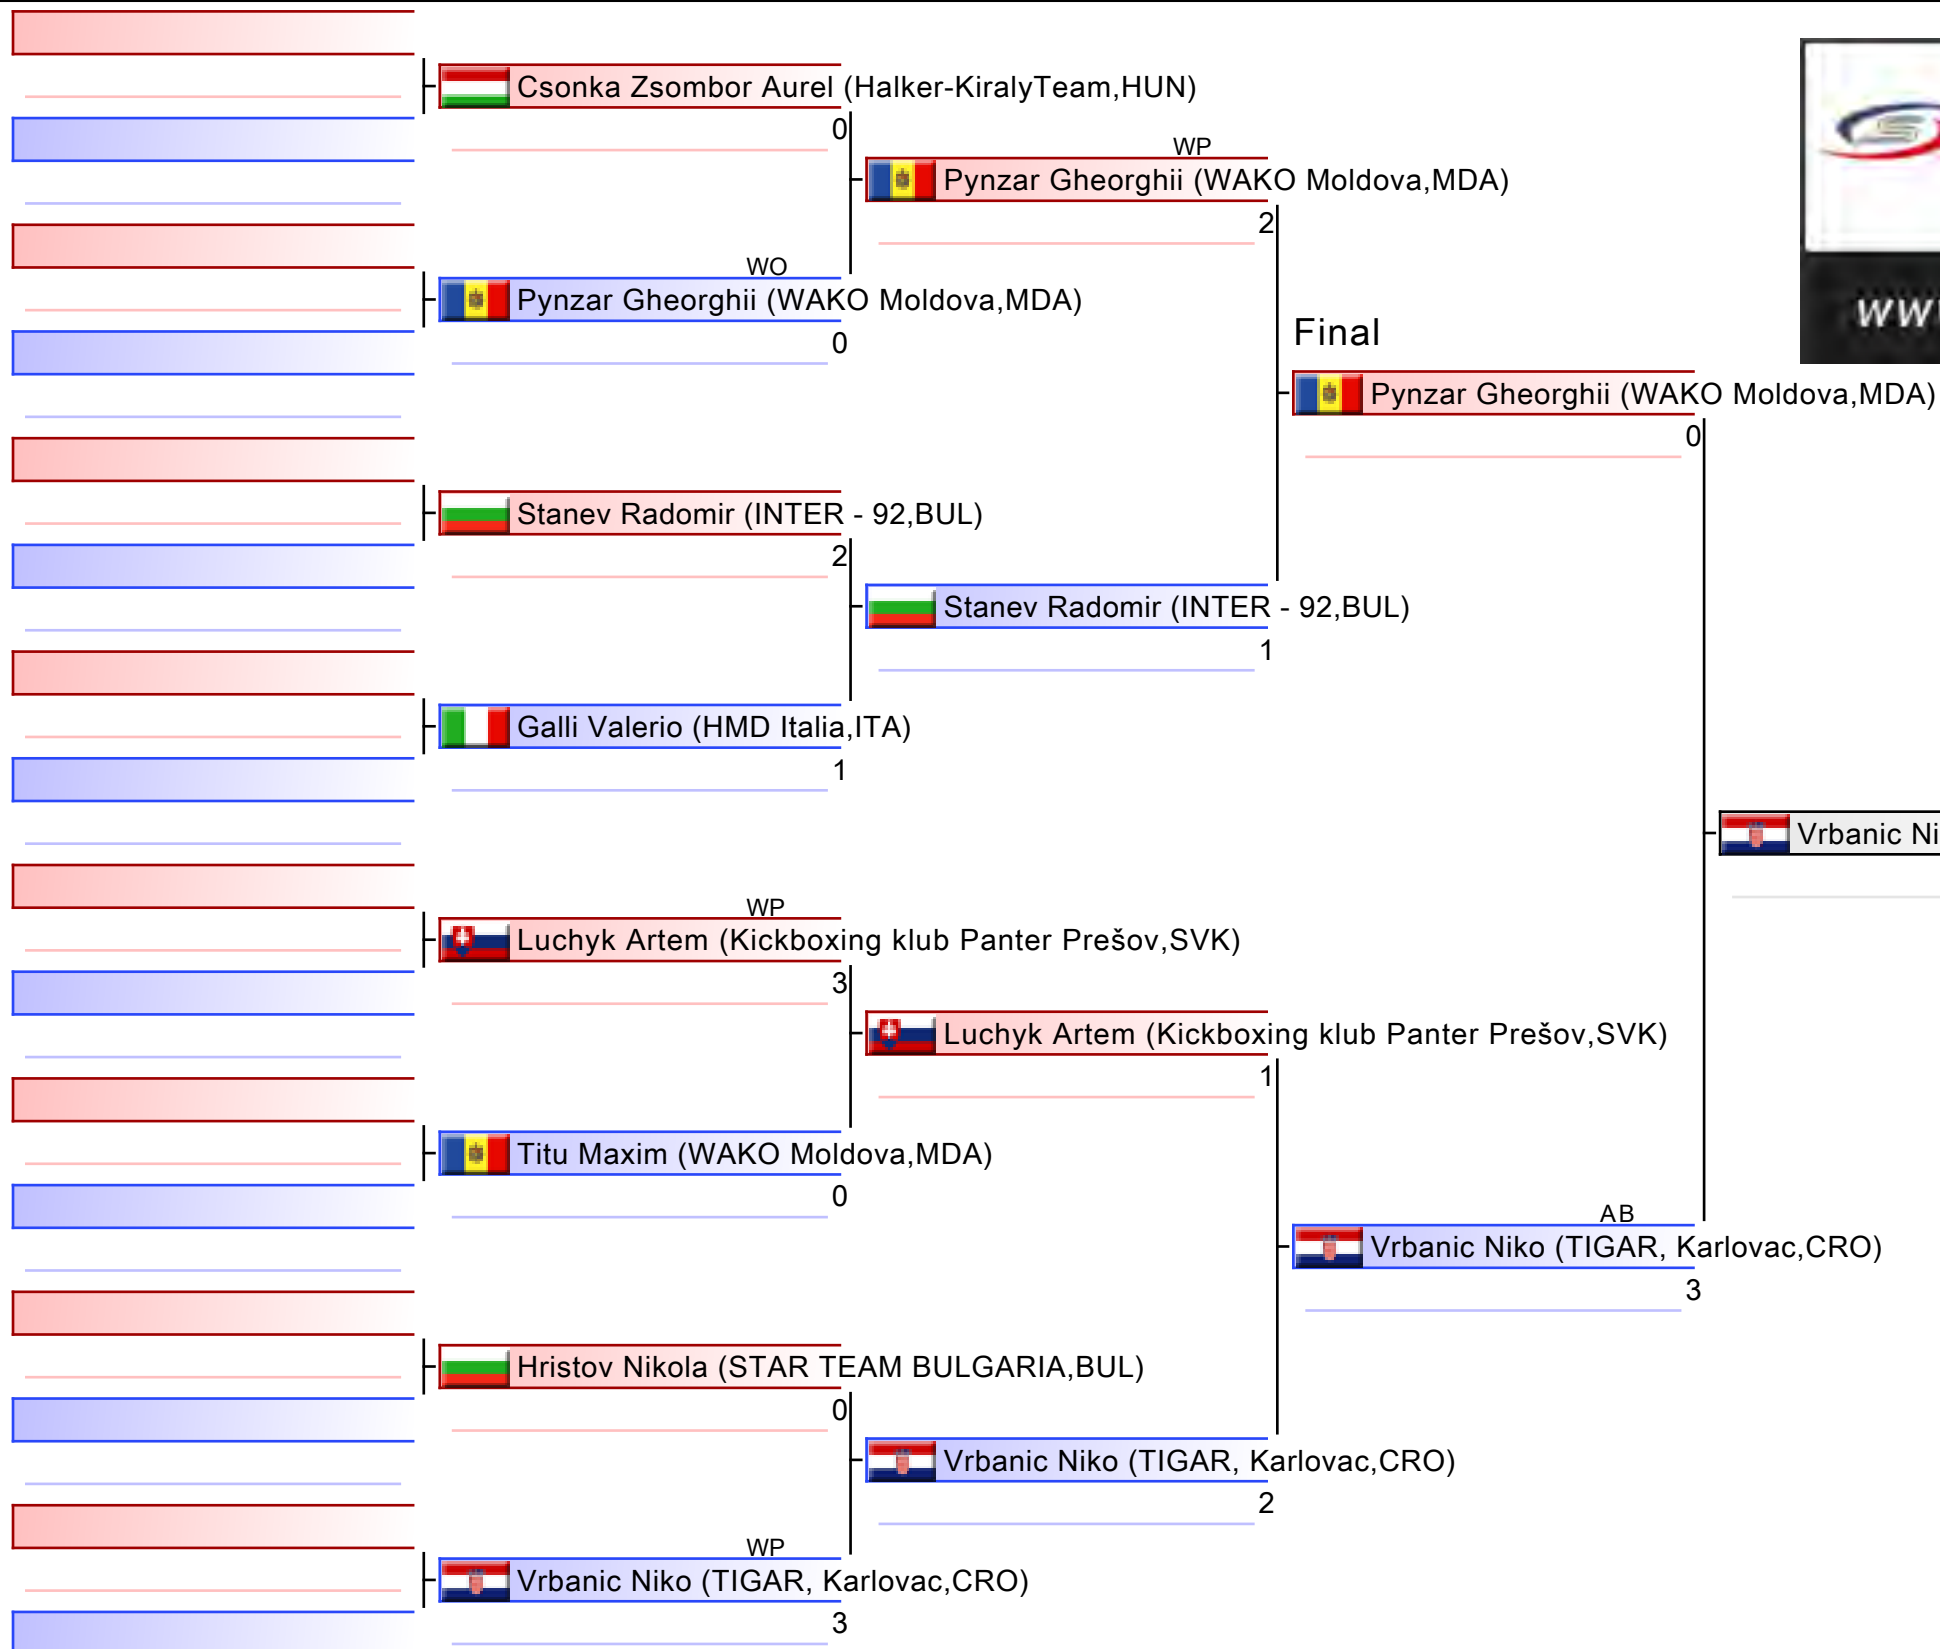 Csonka Zsombor Aurel (Halker-KiralyTeam,HUN)
0
WP
Pynzar Gheorghii (WAKO Moldova,MDA)
2
WO
Pynzar Gheorghii (WAKO Moldova,MDA)
0
Final
Pynzar Gheorghii (WAKO Moldova,MDA)
0
Stanev Radomir (INTER - 92,BUL)
2
Stanev Radomir (INTER - 92,BUL)
1
Galli Valerio (HMD Italia,ITA)
1
Vrbanic Ni
WP
Luchyk Artem (Kickboxing klub Panter Prešov,SVK)
3
Luchyk Artem (Kickboxing klub Panter Prešov,SVK)
1
Titu Maxim (WAKO Moldova,MDA)
0
AB
Vrbanic Niko (TIGAR, Karlovac,CRO)
3
Hristov Nikola (STAR TEAM BULGARIA,BUL)
0
Vrbanic Niko (TIGAR, Karlovac,CRO)
2
WP
Vrbanic Niko (TIGAR, Karlovac,CRO)
3